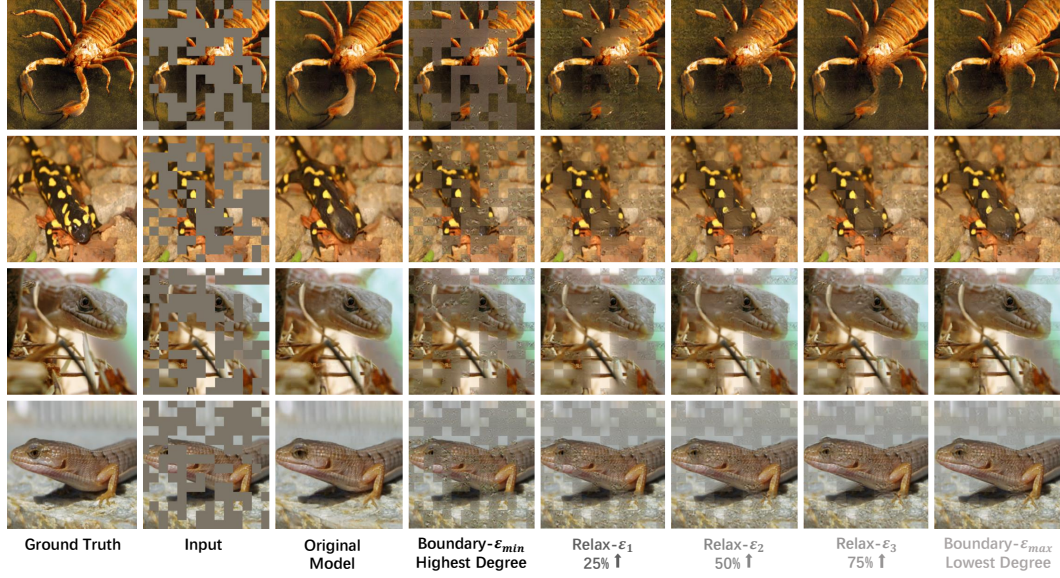 Ground Truth
Input
Original
Model
Boundary-εmin
Highest Degree
Relax-ε1
25% ↑
Relax-ε2
50% ↑
Relax-ε3
75% ↑
Boundary-εmax
Lowest Degree